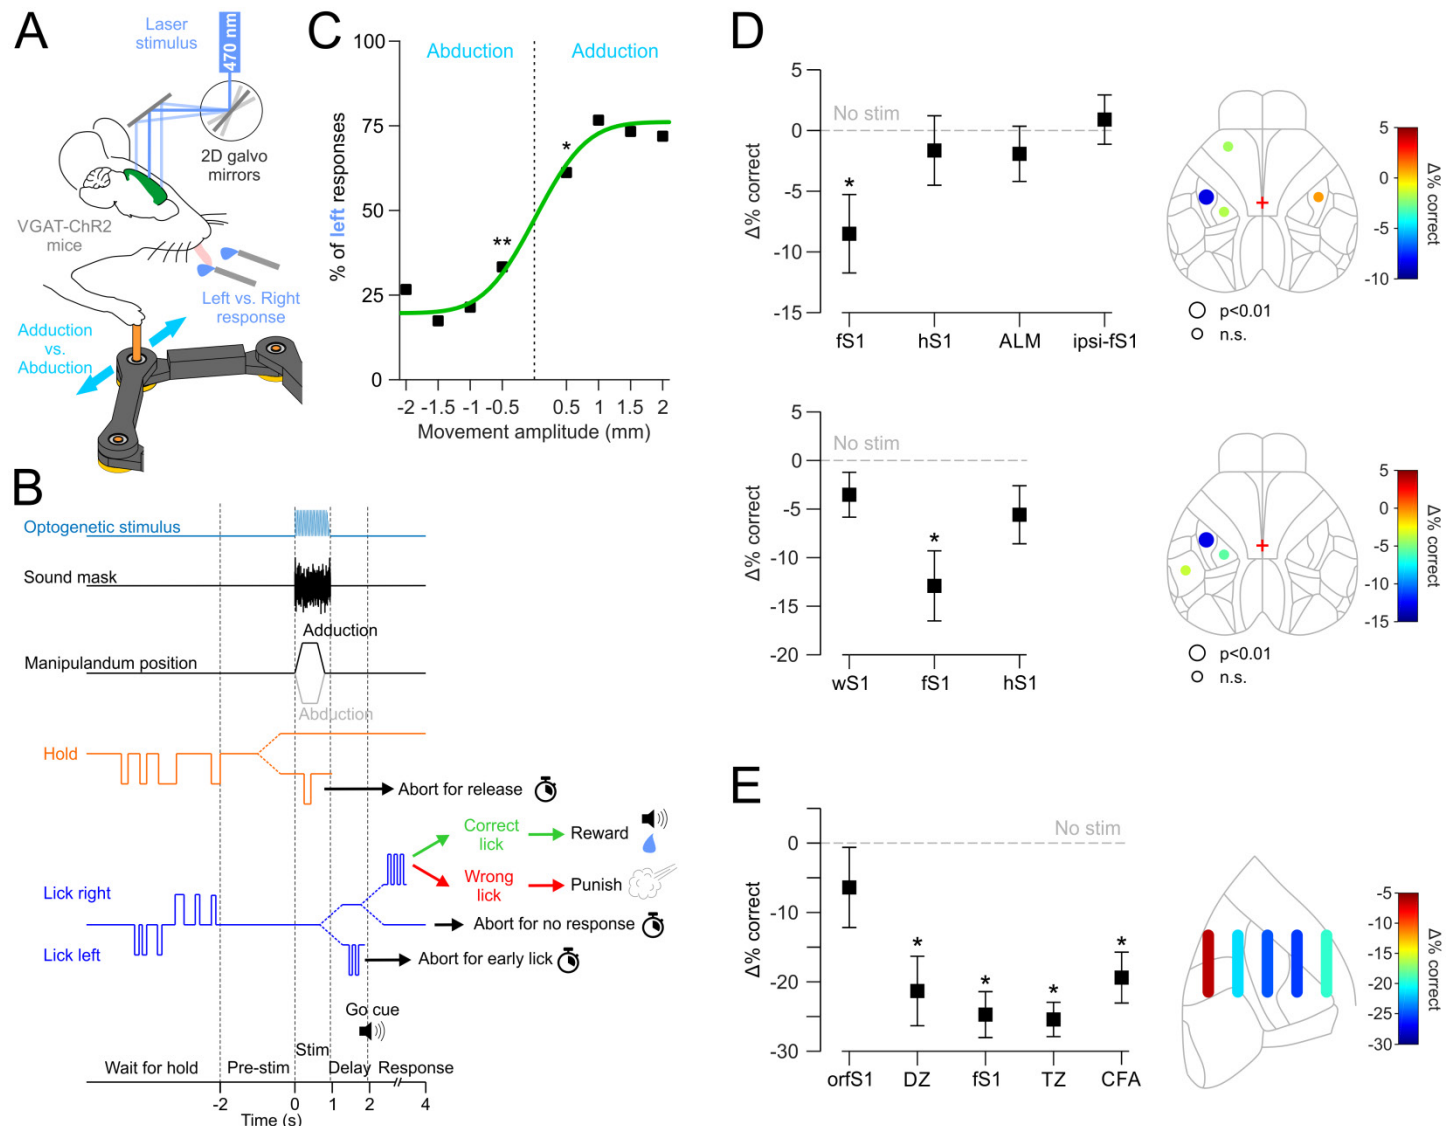 A
Laser
stimulus
470 nm
2D galvo
mirrors
VGAT-ChR2
mice
Left vs. Right
response
Adduction
vs.
Abduction
C
% of left responses
100
75
50
25
0
Abduction
Adduction
**
*
-2 -1.5 -1 -0.5 0.5 1 1.5 2
Movement amplitude (mm)
B
Optogenetic stimulus
Sound mask
Adduction
Manipulandum position
Abduction
Hold
Abort for release
Correct
lick
Reward
Wrong
lick
Punish
Lick right
Abort for no response
Lick left
Abort for early lick
Go cue
Stim
Wait for hold Pre-stim Delay Response
-2 0 1 2 4
Time (s)
D
Δ% correct
5
0
-5
-10
-15
No stim
*
fS1 hS1 ALM ipsi-fS1
p<0.01
n.s.
5
0
-5
-10
Δ% correct
Δ% correct
5
0
-5
-10
-15
-20
No stim
*
wS1 fS1 hS1
p<0.01
n.s.
5
0
-5
-10
-15
Δ% correct
E
Δ% correct
0
-10
-20
-30
No stim
* * * *
orfS1 DZ fS1 TZ CFA
-5
-10
-15
-20
-25
-30
Δ% correct